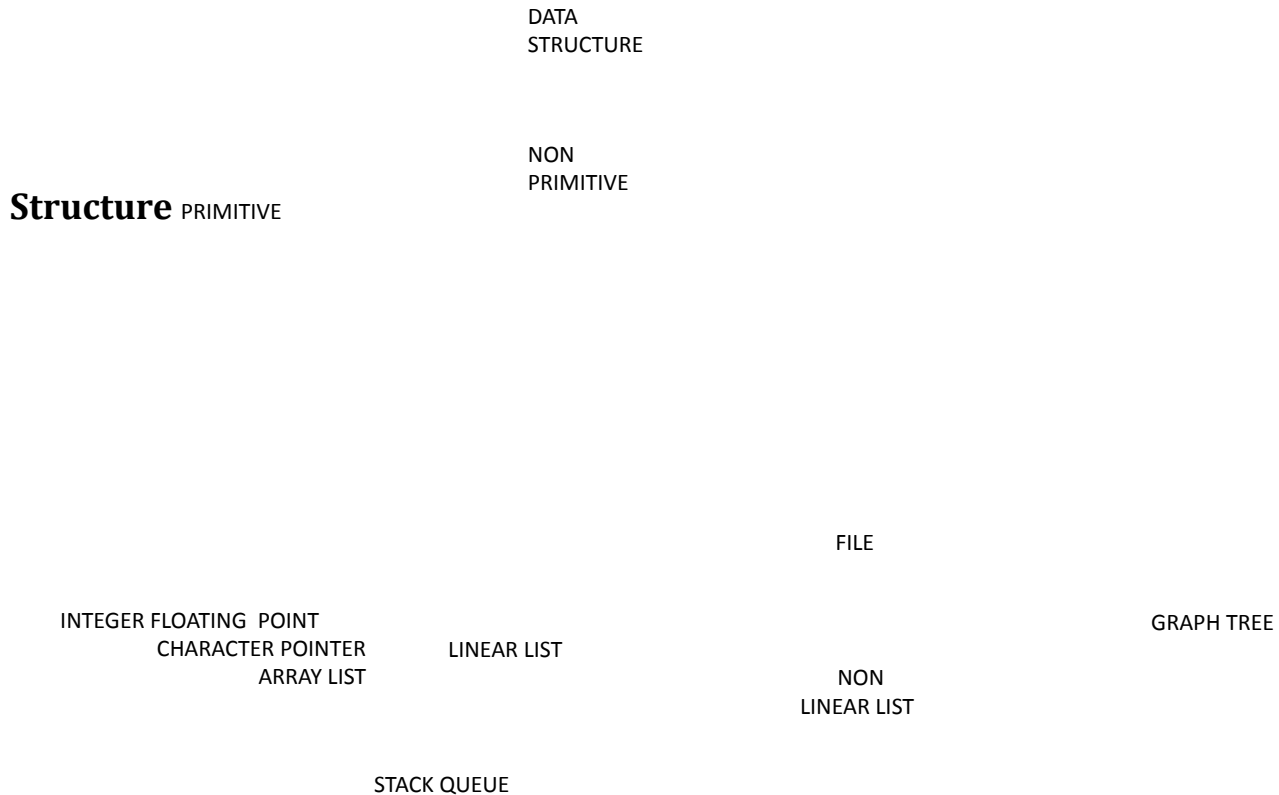 DATA
STRUCTURE
NON
PRIMITIVE
Structure PRIMITIVE
FILE
INTEGER FLOATING POINT
CHARACTER POINTER
ARRAY LIST
LINEAR LIST
GRAPH TREE
NON
LINEAR LIST
STACK QUEUE